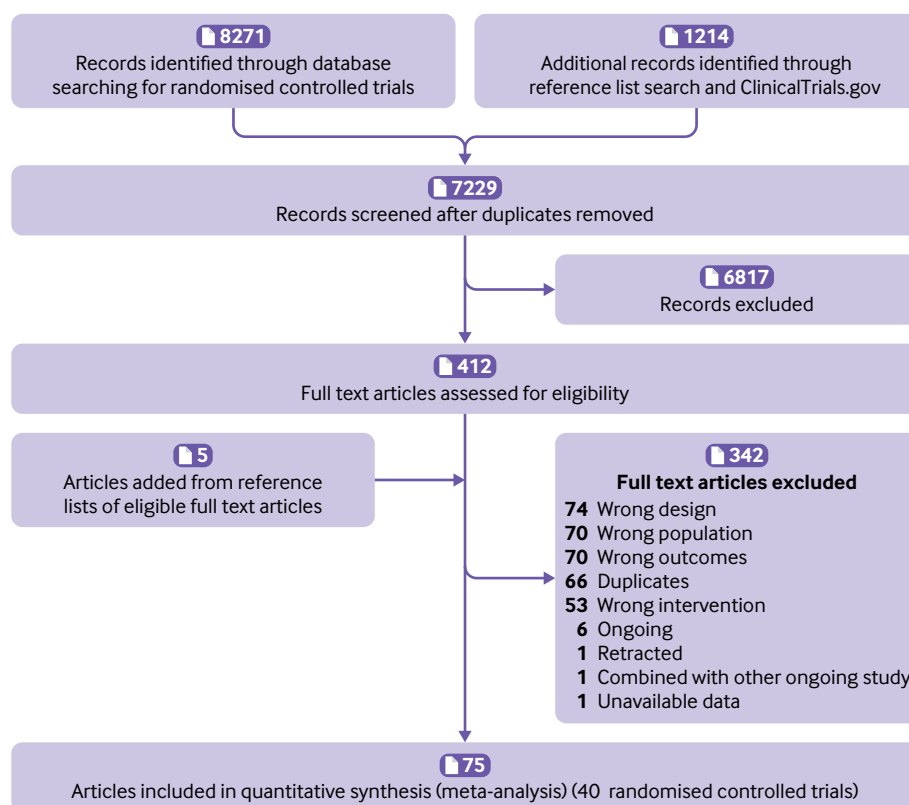 8271
Records identified through database
searching for randomised controlled trials
1214
Additional records identified through
reference list search and ClinicalTrials.gov
7229
Records screened after duplicates removed
6817
Records excluded
412
Full text articles assessed for eligibility
5
Articles added from reference
lists of eligible full text articles
342
Full text articles excluded
74 Wrong design
70 Wrong population
70 Wrong outcomes
66 Duplicates
53 Wrong intervention
6 Ongoing
1 Retracted
1 Combined with other ongoing study
1 Unavailable data
75
Articles included in quantitative synthesis (meta-analysis) (40 randomised controlled trials)